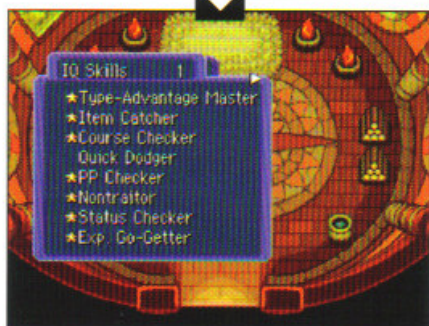 IQ Skills 1
★Type-Advantage Master
★Item Catcher
★Course Checker
Quick Dodger
★PP Checker
★Nontraitor
★Status Checker
★Exp. Go-Getter